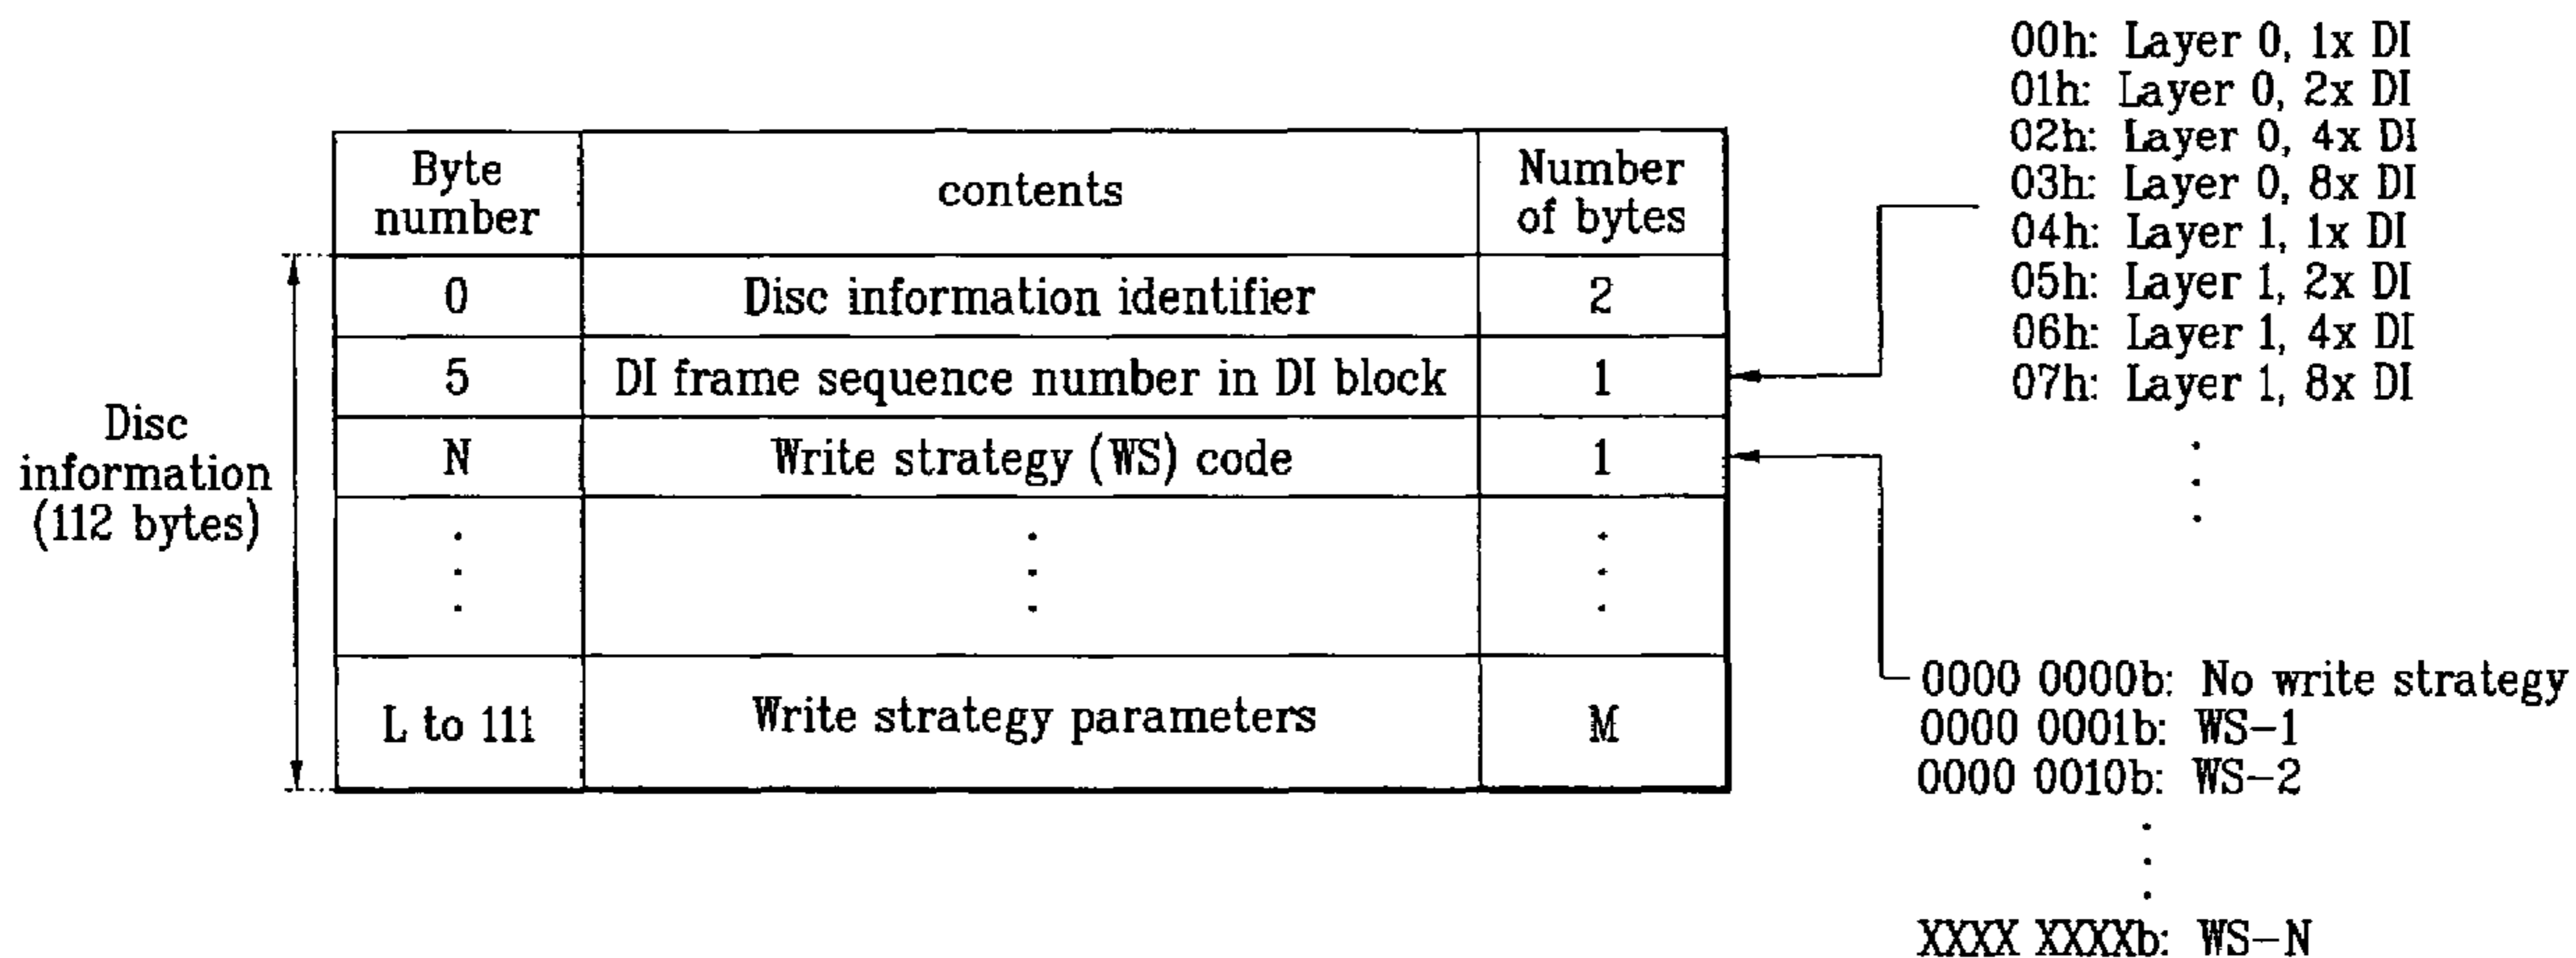 Byte
number
contents
Number
of bytes
0
Disc information identifier
2
5
DI frame sequence number in DI block
1
N
Write strategy (WS) code
1
L to 111
Write strategy parameters
M
Disc
information
(112 bytes)
00h: Layer 0, 1x DI
01h: Layer 0, 2x DI
02h: Layer 0, 4x DI
03h: Layer 0, 8x DI
04h: Layer 1, 1x DI
05h: Layer 1, 2x DI
06h: Layer 1, 4x DI
07h: Layer 1, 8x DI
0000 0000b: No write strategy
0000 0001b: WS-1
0000 0010b: WS-2
XXXX XXXXb: WS-N